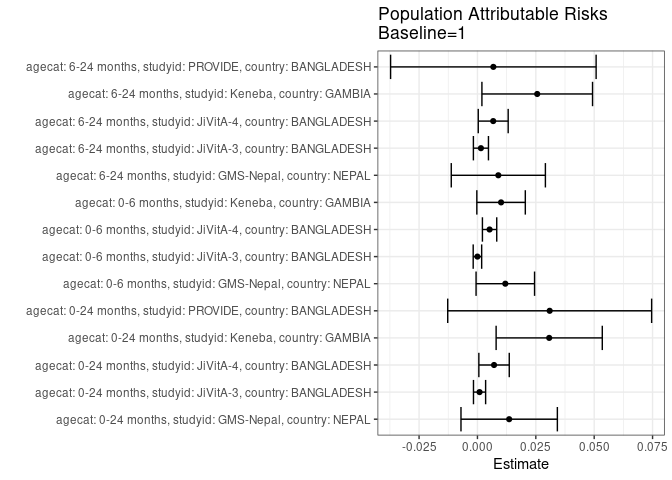 Population Attributable Risks
Baseline=1
agecat: 6-24 months, studyid: PROVIDE, country: BANGLADESH
agecat: 6-24 months, studyid: Keneba, country: GAMBIA
agecat: 6-24 months, studyid: JiVitA-4, country: BANGLADESH
agecat: 6-24 months, studyid: JiVitA-3, country: BANGLADESH
agecat: 6-24 months, studyid: GMS-Nepal, country: NEPAL
agecat: 0-6 months, studyid: Keneba, country: GAMBIA
agecat: 0-6 months, studyid: JiVitA-4, country: BANGLADESH
agecat: 0-6 months, studyid: JiVitA-3, country: BANGLADESH
agecat: 0-6 months, studyid: GMS-Nepal, country: NEPAL
agecat: 0-24 months, studyid: PROVIDE, country: BANGLADESH
agecat: 0-24 months, studyid: Keneba, country: GAMBIA
agecat: 0-24 months, studyid: JiVitA-4, country: BANGLADESH
agecat: 0-24 months, studyid: JiVitA-3, country: BANGLADESH
agecat: 0-24 months, studyid: GMS-Nepal, country: NEPAL
-0.025 0.000 0.025 0.050 0.075
Estimate